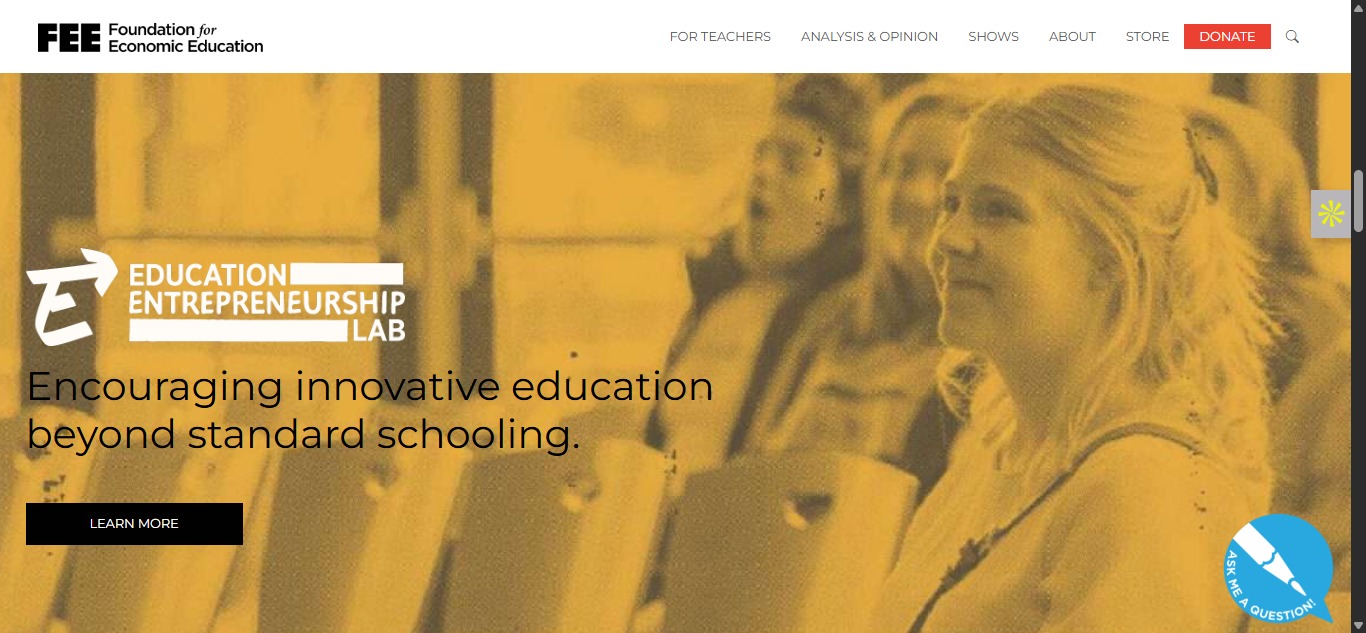 FEE Foundation for
Economic Education
FOR TEACHERS
ANALYSIS & OPINION
SHOWS
ABOUT
STORE
DONATE
E EDUCATION
ENTREPRENEURSHIP
LAB
Encouraging innovative education
beyond standard schooling.
LEARN MORE
ASK ME A QUESTION!